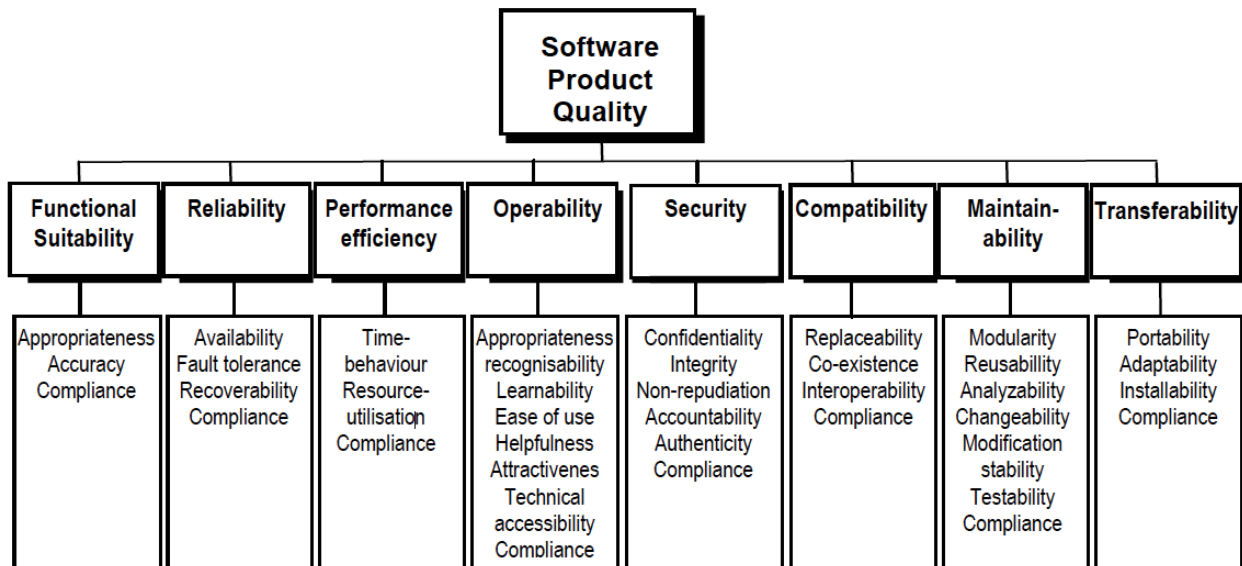 Software
Product
Quality
Functional
Suitability
Reliability
Performance
efficiency
Operability
Security
Compatibility
Maintain-
ability
Transferability
Appropriateness
Accuracy
Compliance
Availability
Fault tolerance
Recoverability
Compliance
Time-
behaviour
Resource-
utilisation
Compliance
Appropriateness
recognisability
Learnability
Ease of use
Helpfulness
Attractivenes
Technical
accessibility
Compliance
Confidentiality
Integrity
Non-repudiation
Accountability
Authenticity
Compliance
Replaceability
Co-existence
Interoperability
Compliance
Modularity
Reusabillity
Analyzability
Changeability
Modification
stability
Testability
Compliance
Portability
Adaptability
Installability
Compliance